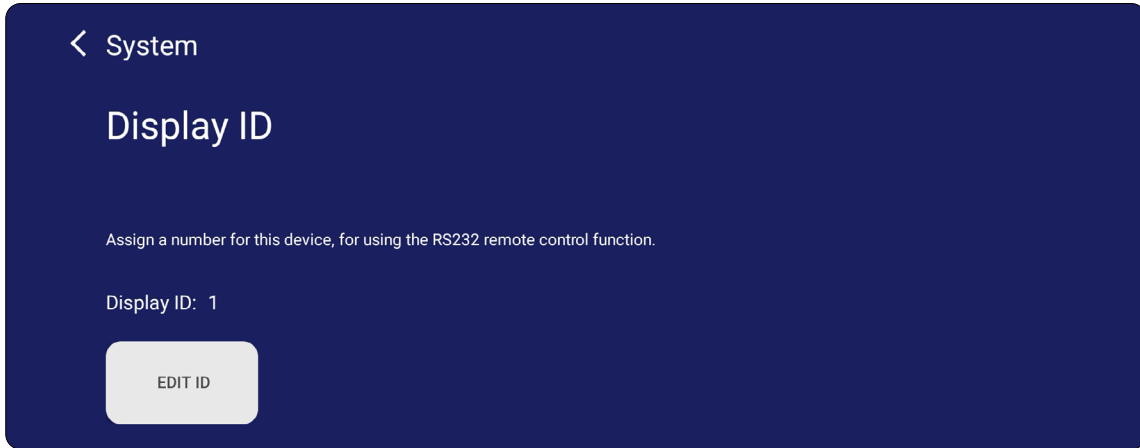 System
Display ID
Assign a number for this device, for using the RS232 remote control function.
Display ID: 1
EDIT ID